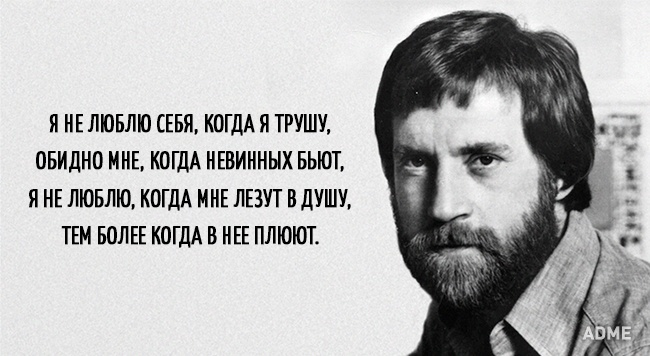 Я НЕ ЛЮБЛЮ СЕБЯ, КОГДА Я ТРУШУ,
ОБИДНО МНЕ, КОГДА НЕВИННЫХ БЬЮТ,
Я НЕ ЛЮБЛЮ, КОГДА МНЕ ЛЕЗУТ В ДУШУ,
ТЕМ БОЛЕЕ КОГДА В НЕЕ ПЛЮЮТ.
ADME